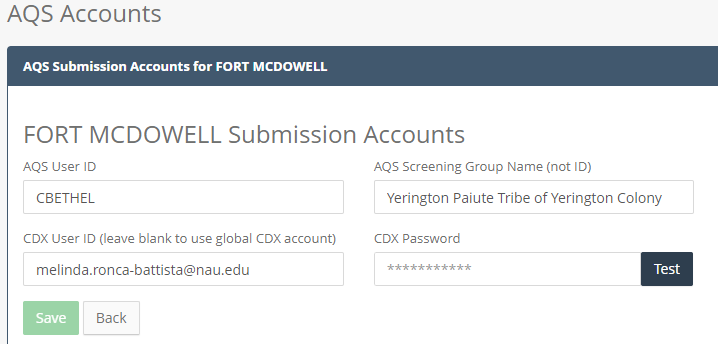 AQS Accounts
AQS Submission Accounts for FORT MCDOWELL
FORT MCDOWELL Submission Accounts
AQS User ID
AQS Screening Group Name (not ID)
CBETHEL
Yerington Paiute Tribe of Yerington Colony
CDX User ID (leave blank to use global CDX account)
CDX Password
melinda.ronca-battista@nau.edu
***********
Test
Save
Back